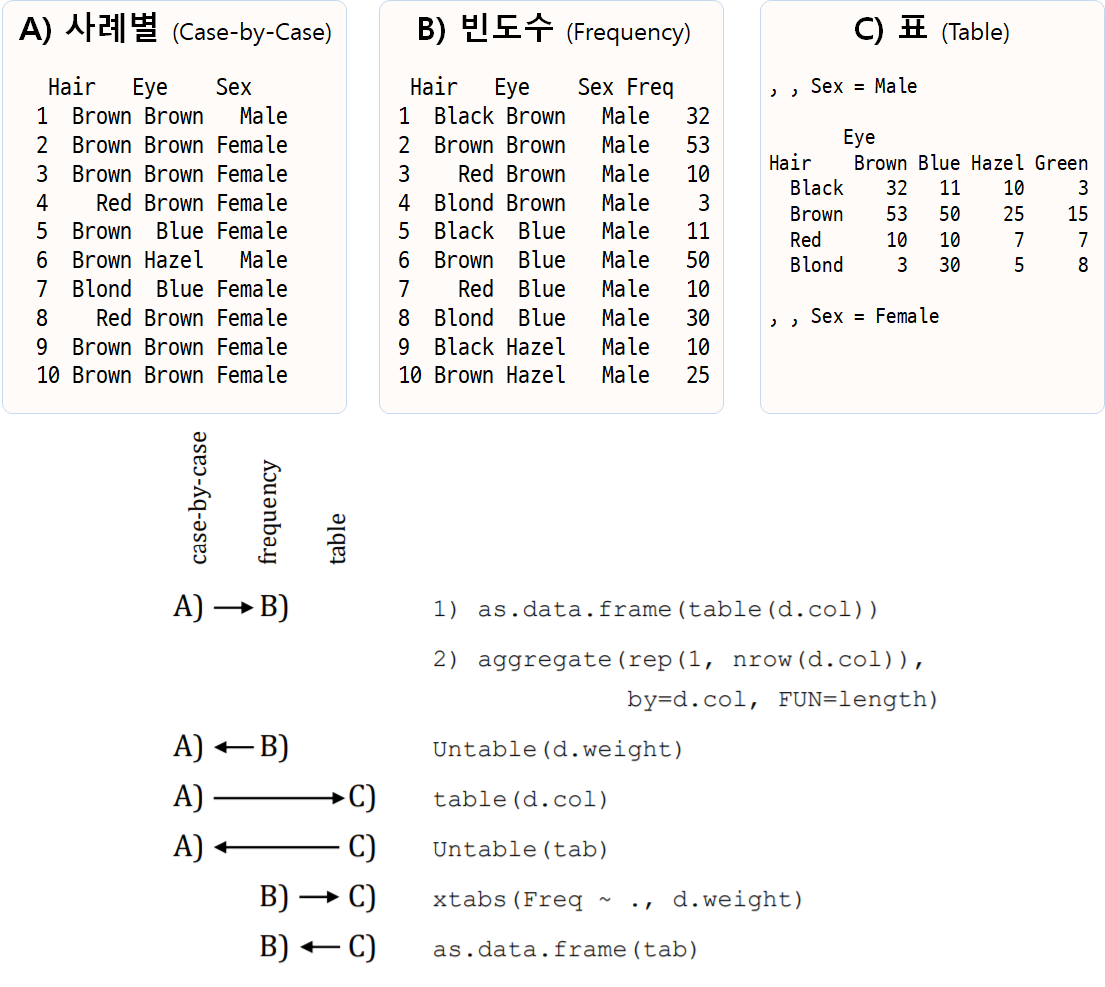 A) 사례별 (Case-by-Case)
Hair Eye Sex
1 Brown Brown Male
2 Brown Brown Female
3 Brown Brown Female
4 Red Brown Female
5 Brown Blue Female
6 Brown Hazel Male
7 Blond Blue Female
8 Red Brown Female
9 Brown Brown Female
10 Brown Brown Female
B) 빈도수 (Frequency)
Hair Eye Sex Freq
1 Black Brown Male 32
2 Brown Brown Male 53
3 Red Brown Male 10
4 Blond Brown Male 3
5 Black Blue Male 11
6 Brown Blue Male 50
7 Red Blue Male 10
8 Blond Blue Male 30
9 Black Hazel Male 10
10 Brown Hazel Male 25
C) 표 (Table)
, , Sex = Male
Eye
Hair Brown Blue Hazel Green
Black 32 11 10 3
Brown 53 50 25 15
Red 10 10 7 7
Blond 3 30 5 8
, , Sex = Female
case-by-case
frequency
table
A) → B) 1) as.data.frame(table(d.col))
2) aggregate(rep(1, nrow(d.col)),
by=d.col, FUN=length)
A) ← B) Untable(d.weight)
A) → C) table(d.col)
A) ← C) Untable(tab)
B) → C) xtabs(Freq ~ ., d.weight)
B) ← C) as.data.frame(tab)